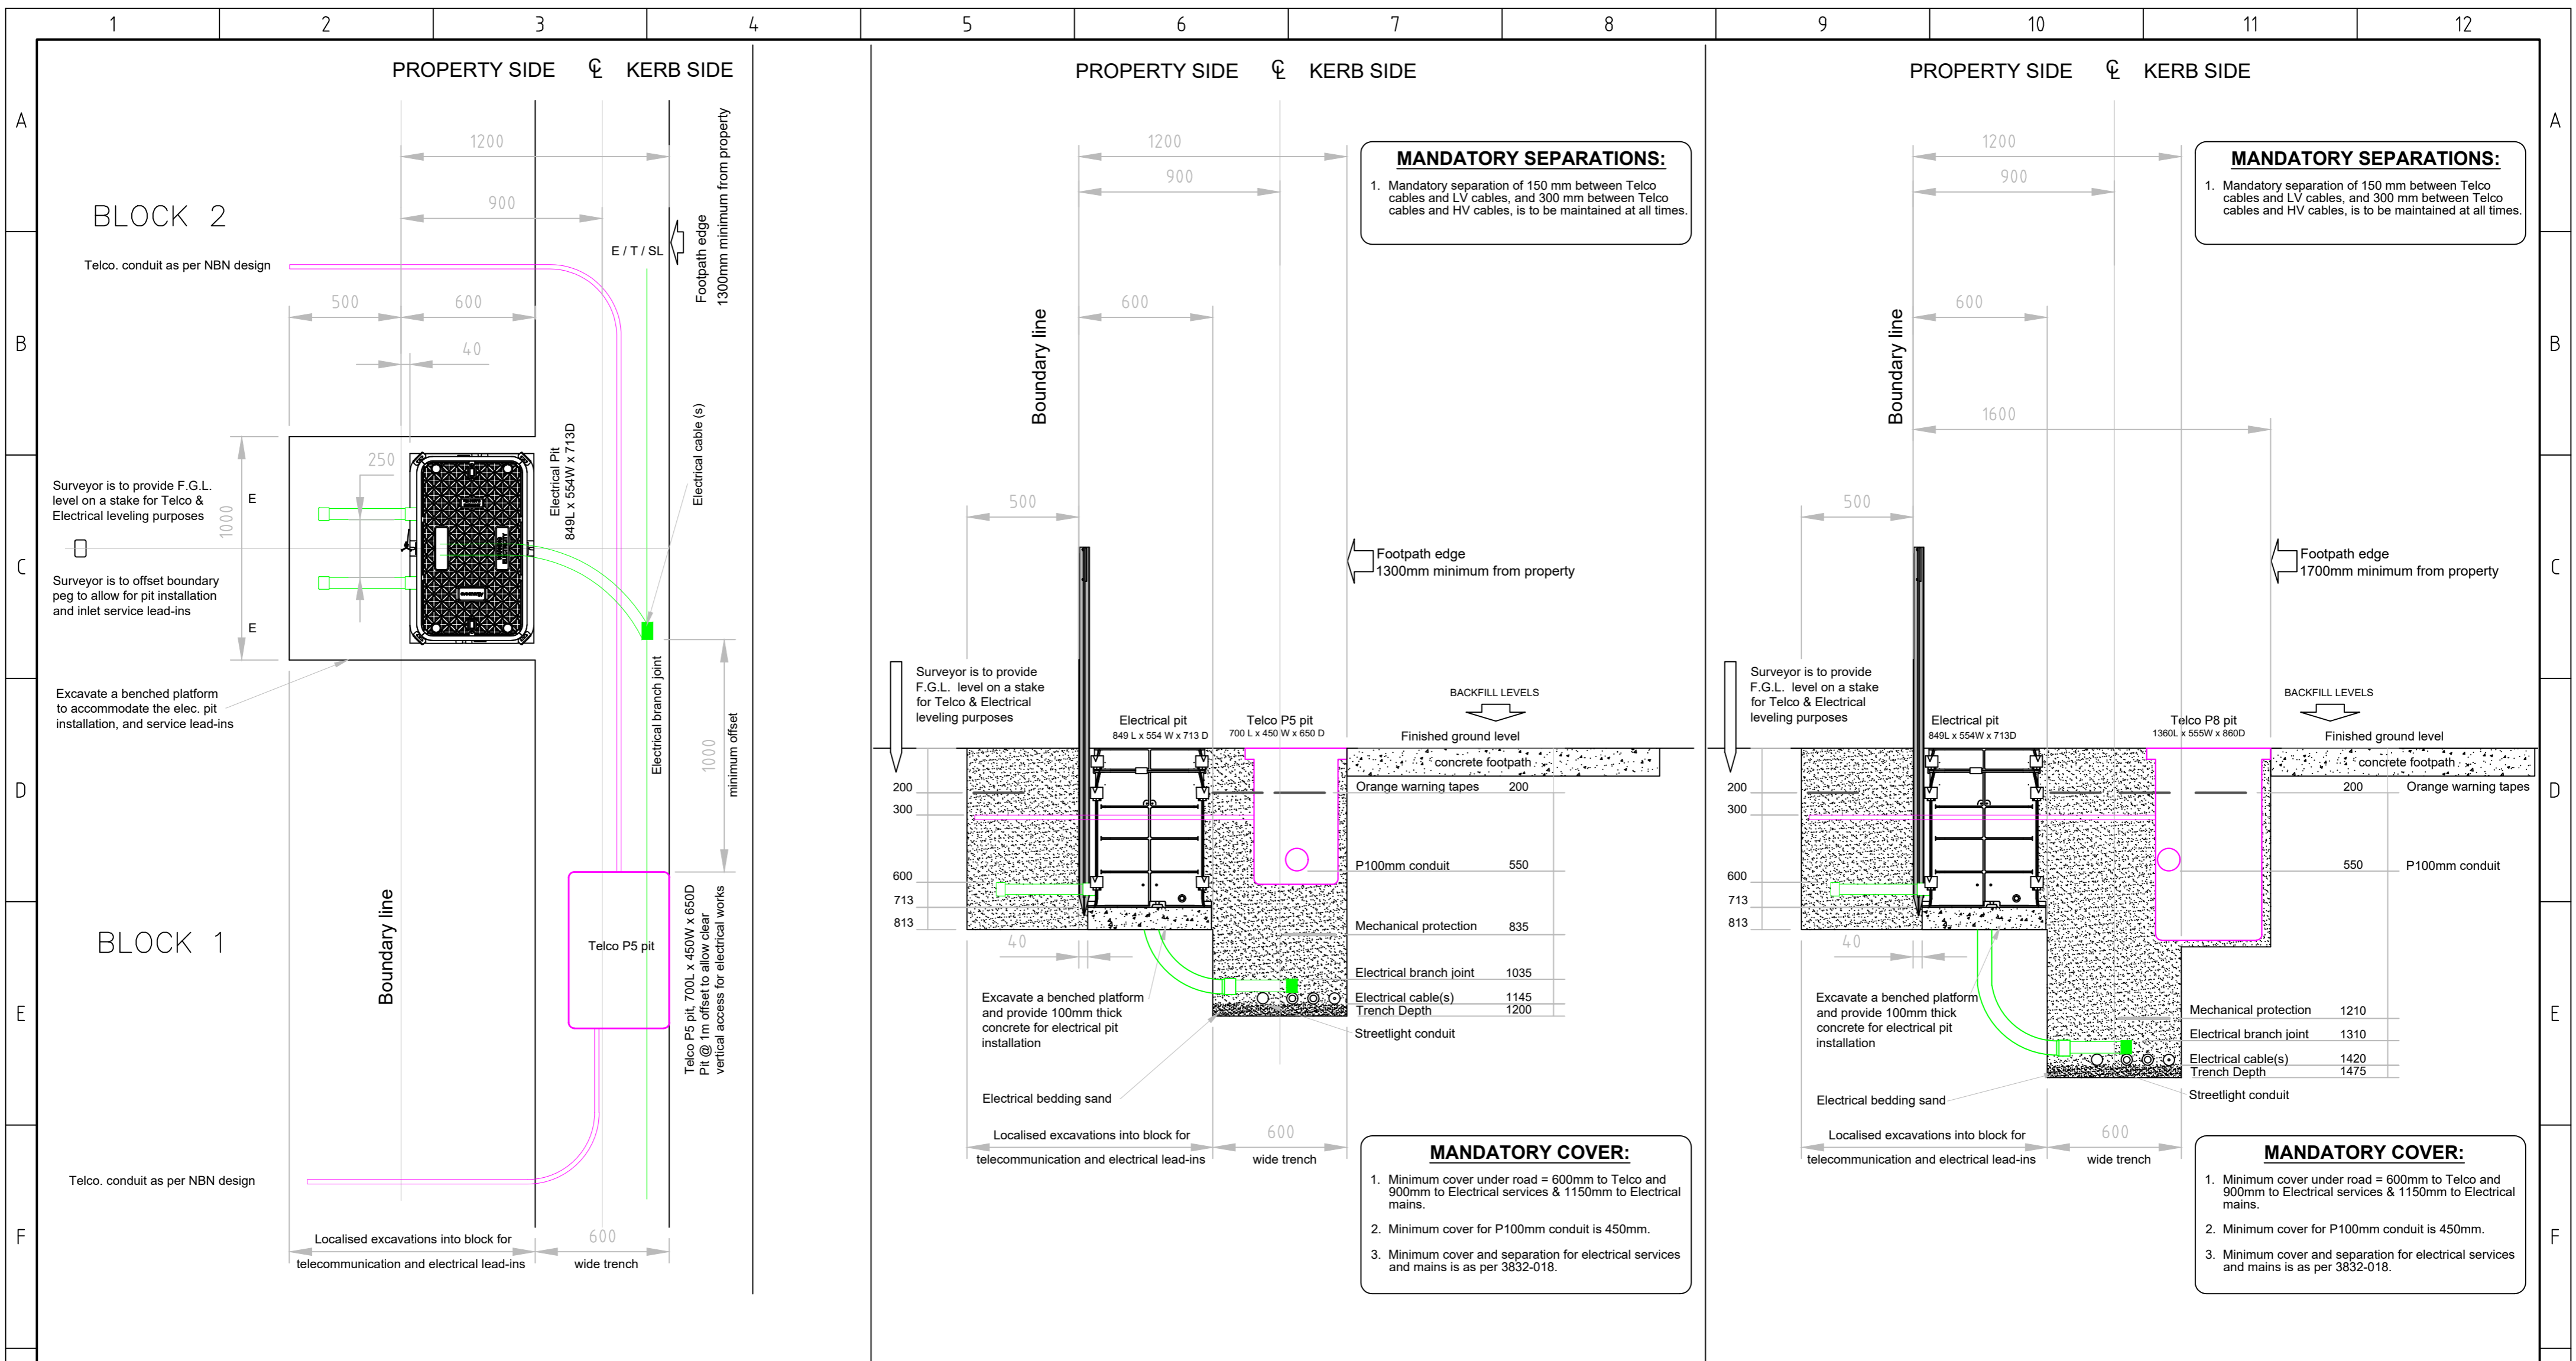 1 2 3 4 5 6 7 8 9 10 11 12
A
B
C
D
E
F
PROPERTY SIDE ℄ KERB SIDE
1200
900
BLOCK 2
Telco. conduit as per NBN design
E / T / SL
Footpath edge
1300mm minimum from property
500
600
40
Electrical cable (s)
Electrical Pit
849L x 554W x 713D
250
1000
Surveyor is to provide F.G.L.
level on a stake for Telco &
Electrical leveling purposes
E
Surveyor is to offset boundary
peg to allow for pit installation
and inlet service lead-ins
E
Excavate a benched platform
to accommodate the elec. pit
installation, and service lead-ins
Electrical branch joint
1000
minimum offset
BLOCK 1
Boundary line
Telco P5 pit
Telco P5 pit, 700L x 450W x 650D
Pit @ 1m offset to allow clear
vertical access for electrical works
Telco. conduit as per NBN design
Localised excavations into block for
telecommunication and electrical lead-ins
600
wide trench
PROPERTY SIDE ℄ KERB SIDE
1200
900
MANDATORY SEPARATIONS:
1. Mandatory separation of 150 mm between Telco
cables and LV cables, and 300 mm between Telco
cables and HV cables, is to be maintained at all times.
600
Boundary line
500
Footpath edge
1300mm minimum from property
Surveyor is to provide
F.G.L. level on a stake
for Telco & Electrical
leveling purposes
BACKFILL LEVELS
Electrical pit
849 L x 554 W x 713 D
Telco P5 pit
700 L x 450 W x 650 D
Finished ground level
concrete footpath
200
300
600
713
813
Orange warning tapes 200
P100mm conduit 550
Mechanical protection 835
40
Electrical branch joint 1035
Electrical cable(s) 1145
Trench Depth 1200
Streetlight conduit
Excavate a benched platform
and provide 100mm thick
concrete for electrical pit
installation
Electrical bedding sand
Localised excavations into block for
telecommunication and electrical lead-ins
600
wide trench
MANDATORY COVER:
1. Minimum cover under road = 600mm to Telco and
900mm to Electrical services & 1150mm to Electrical
mains.
2. Minimum cover for P100mm conduit is 450mm.
3. Minimum cover and separation for electrical services
and mains is as per 3832-018.
PROPERTY SIDE ℄ KERB SIDE
1200
900
MANDATORY SEPARATIONS:
1. Mandatory separation of 150 mm between Telco
cables and LV cables, and 300 mm between Telco
cables and HV cables, is to be maintained at all times.
600
Boundary line
1600
500
Footpath edge
1700mm minimum from property
Surveyor is to provide
F.G.L. level on a stake
for Telco & Electrical
leveling purposes
BACKFILL LEVELS
Electrical pit
849L x 554W x 713D
Telco P8 pit
1360L x 555W x 860D
Finished ground level
concrete footpath
200
300
600
713
813
200 Orange warning tapes
550 P100mm conduit
40
Excavate a benched platform
and provide 100mm thick
concrete for electrical pit
installation
Mechanical protection 1210
Electrical branch joint 1310
Electrical cable(s) 1420
Trench Depth 1475
Streetlight conduit
Electrical bedding sand
Localised excavations into block for
telecommunication and electrical lead-ins
600
wide trench
MANDATORY COVER:
1. Minimum cover under road = 600mm to Telco and
900mm to Electrical services & 1150mm to Electrical
mains.
2. Minimum cover for P100mm conduit is 450mm.
3. Minimum cover and separation for electrical services
and mains is as per 3832-018.
A
B
C
D
E
F